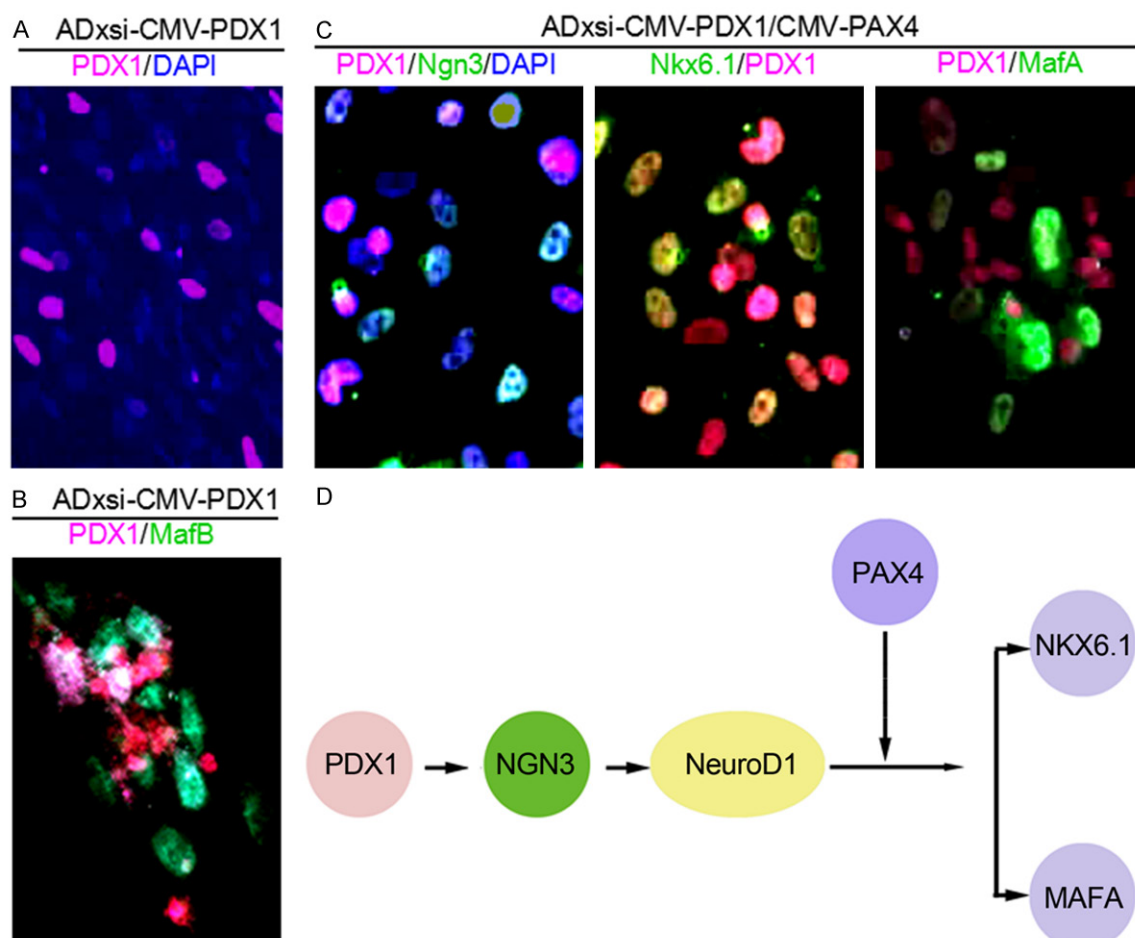 A ADxsi-CMV-PDX1
PDX1/DAPI
C ADxsi-CMV-PDX1/CMV-PAX4
PDX1/Ngn3/DAPI Nkx6.1/PDX1 PDX1/MafA
B ADxsi-CMV-PDX1
PDX1/MafB
D
PAX4
NKX6.1
PDX1 NGN3 NeuroD1
MAFA